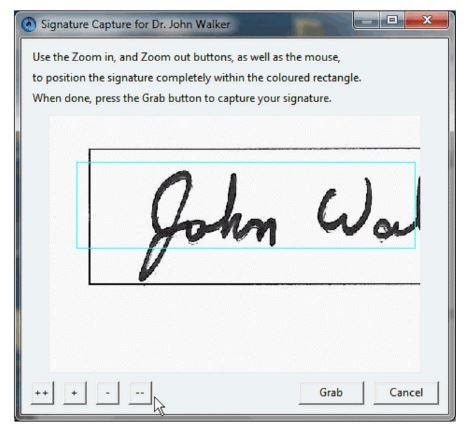 Signature Capture for Dr. John Walker
Use the Zoom in, and Zoom out buttons, as well as the mouse,
to position the signature completely within the coloured rectangle.
When done, press the Grab button to capture your signature.
John Wal
++ + - -- Grab Cancel